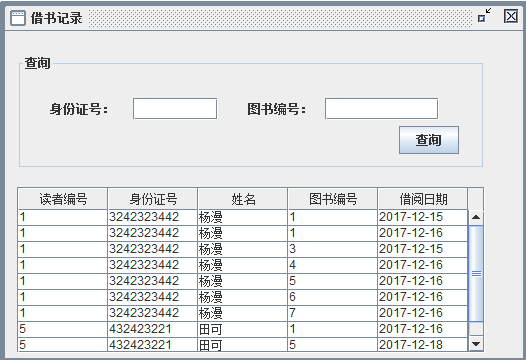 借书记录
查询
身份证号： 图书编号：
查询
读者编号 身份证号 姓名 图书编号 借阅日期
1 3242323442 杨漫 1 2017-12-15
1 3242323442 杨漫 1 2017-12-16
1 3242323442 杨漫 3 2017-12-15
1 3242323442 杨漫 4 2017-12-16
1 3242323442 杨漫 5 2017-12-16
1 3242323442 杨漫 6 2017-12-16
1 3242323442 杨漫 7 2017-12-16
5 432423221 田可 1 2017-12-16
5 432423221 田可 5 2017-12-18